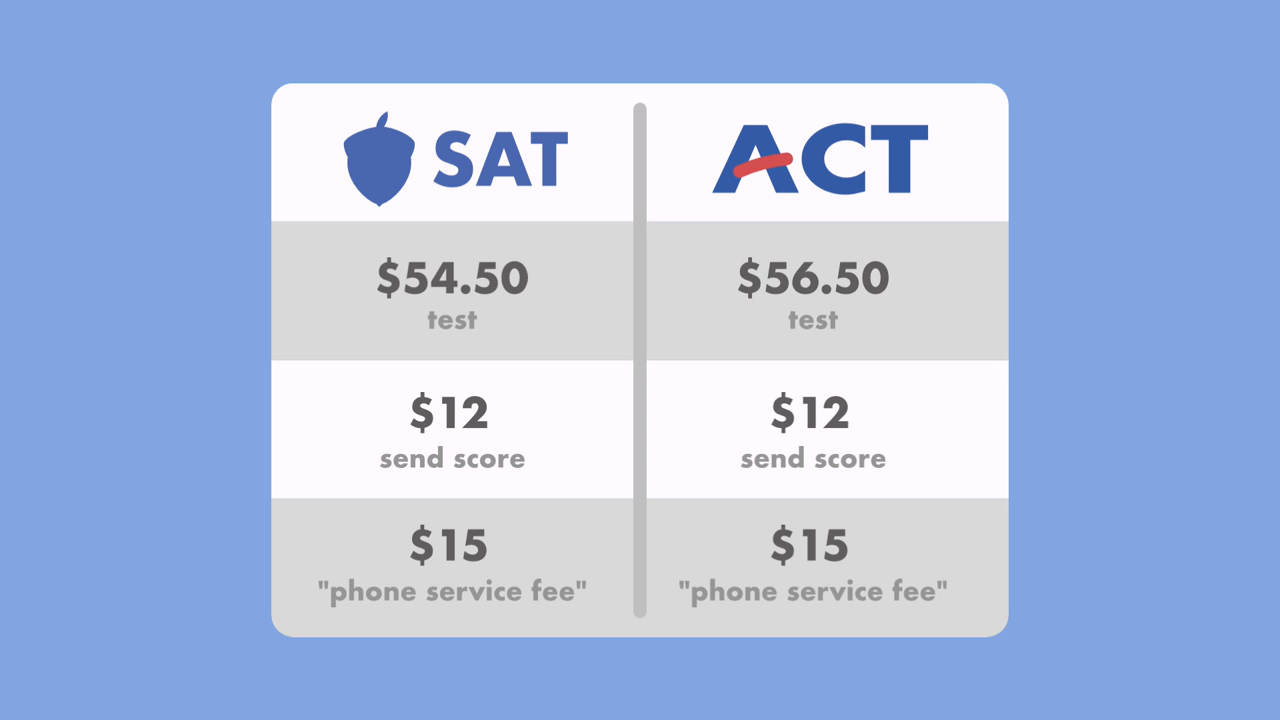 SAT ACT
$54.50 $56.50
test test
$12 $12
send score send score
$15 $15
"phone service fee" "phone service fee"